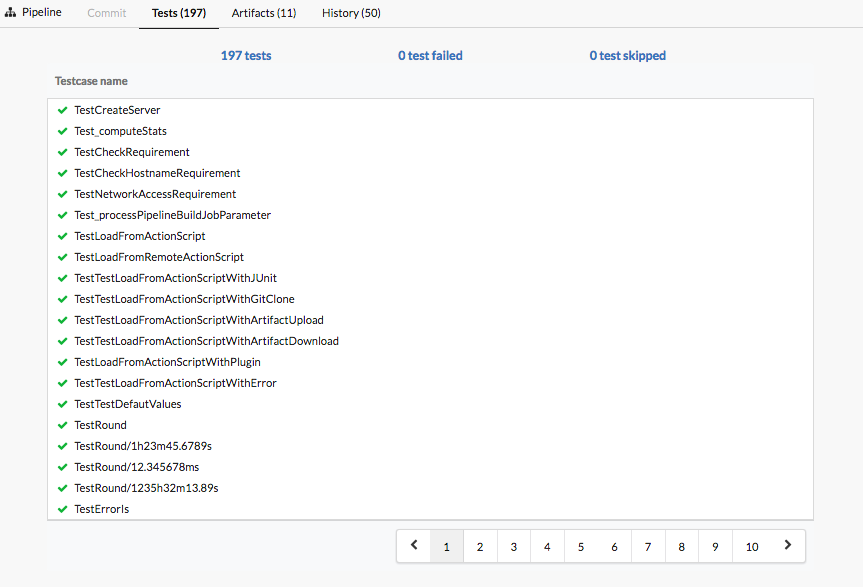 Pipeline Commit Tests (197) Artifacts (11) History (50)
197 tests 0 test failed 0 test skipped
Testcase name
TestCreateServer
Test_computeStats
TestCheckRequirement
TestCheckHostnameRequirement
TestNetworkAccessRequirement
Test_processPipelineBuildJobParameter
TestLoadFromActionScript
TestLoadFromRemoteActionScript
TestTestLoadFromActionScriptWithJUnit
TestTestLoadFromActionScriptWithGitClone
TestTestLoadFromActionScriptWithArtifactUpload
TestTestLoadFromActionScriptWithArtifactDownload
TestLoadFromActionScriptWithPlugin
TestTestLoadFromActionScriptWithError
TestTestDefautValues
TestRound
TestRound/1h23m45.6789s
TestRound/12.345678ms
TestRound/1235h32m13.89s
TestErrorIs
1 2 3 4 5 6 7 8 9 10